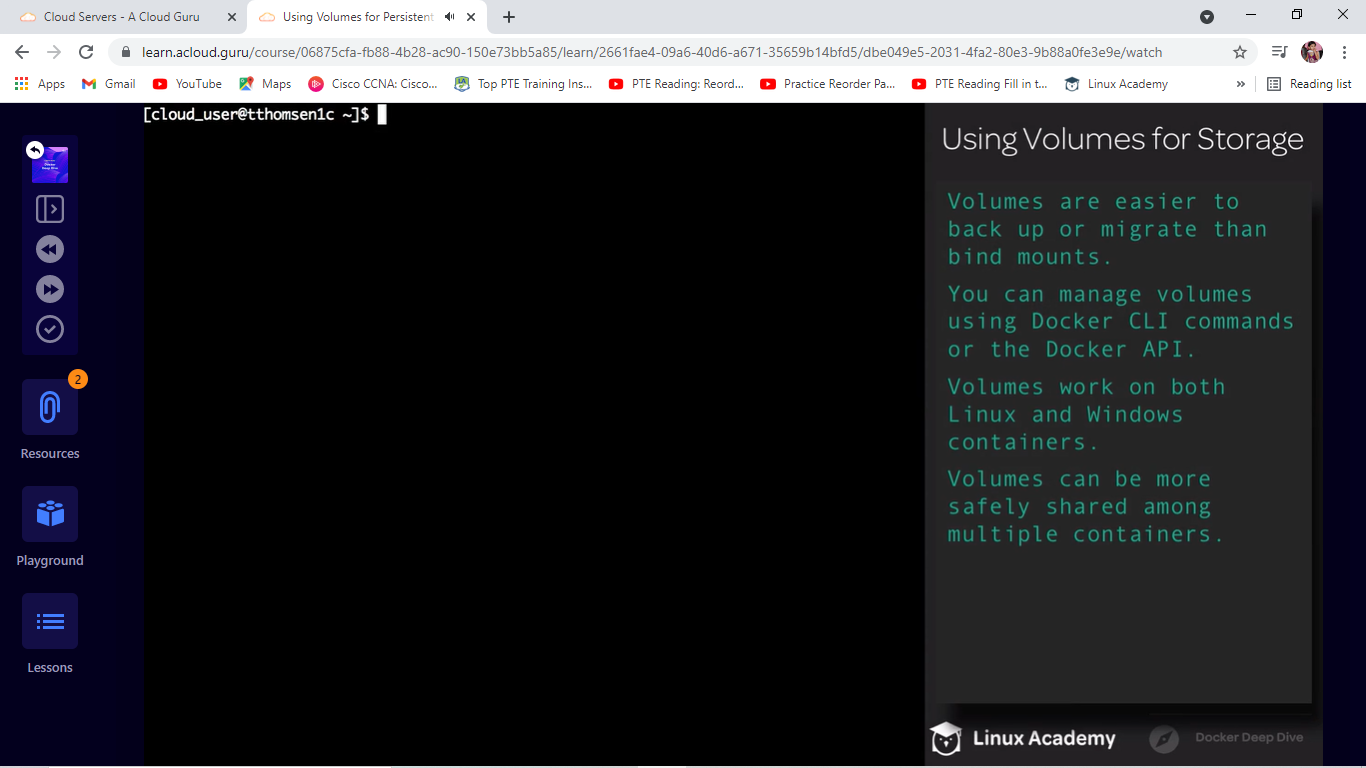 Cloud Servers - A Cloud Guru
Using Volumes for Persistent
learn.acloud.guru/course/06875cfa-fb88-4b28-ac90-150e73bb5a85/learn/2661fae4-09a6-40d6-a671-35659b14bfd5/dbe049e5-2031-4fa2-80e3-9b88a0fe3e9e/watch
Apps Gmail YouTube Maps Cisco CCNA: Cisco... Top PTE Training Ins... PTE Reading: Reord... Practice Reorder Pa... PTE Reading Fill in t... Linux Academy » Reading list
[cloud_user@tthomsen1c ~]$
Docker
Deep Dive
2
Resources
Playground
Lessons
Using Volumes for Storage
Volumes are easier to
back up or migrate than
bind mounts.
You can manage volumes
using Docker CLI commands
or the Docker API.
Volumes work on both
Linux and Windows
containers.
Volumes can be more
safely shared among
multiple containers.
Linux Academy
Docker Deep Dive